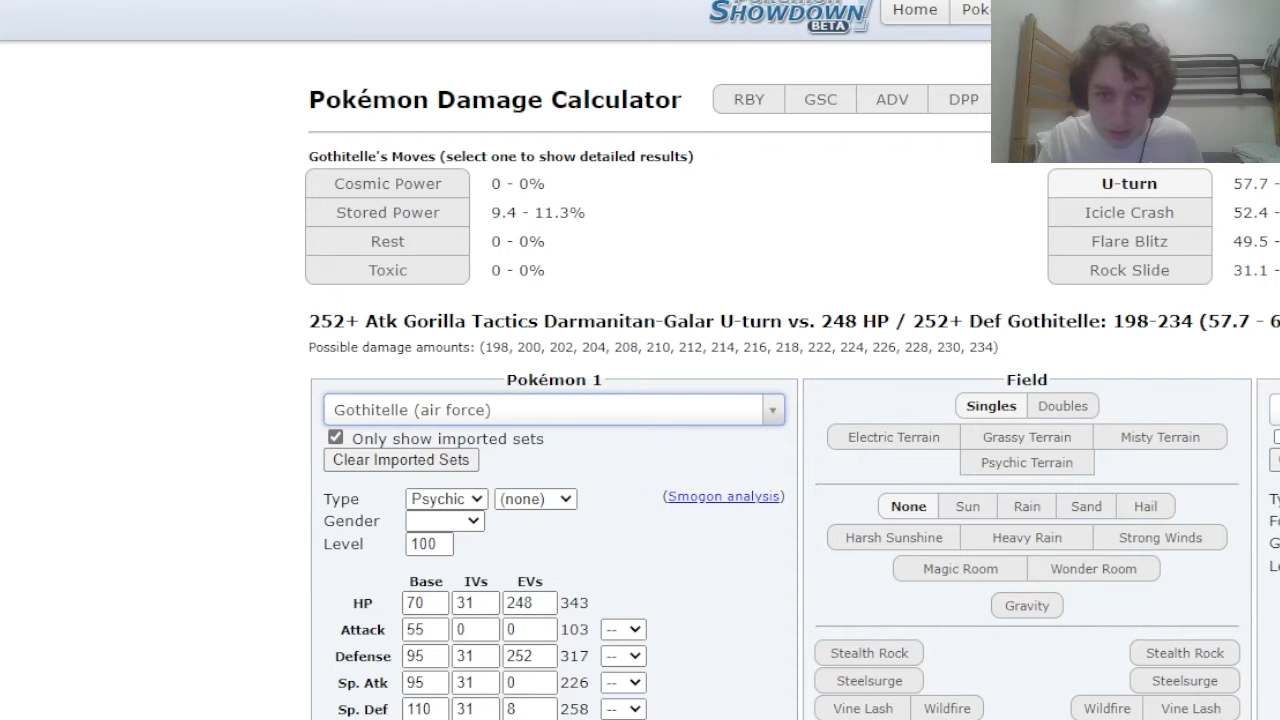 SHOWDOWN
BETA
Home
Pok
Pokémon Damage Calculator
RBY
GSC
ADV
DPP
Gothitelle's Moves (select one to show detailed results)
Cosmic Power 0 - 0%
Stored Power 9.4 - 11.3%
Rest 0 - 0%
Toxic 0 - 0%
U-turn 57.7 -
Icicle Crash 52.4 -
Flare Blitz 49.5 -
Rock Slide 31.1 -
252+ Atk Gorilla Tactics Darmanitan-Galar U-turn vs. 248 HP / 252+ Def Gothitelle: 198-234 (57.7 - 6
Possible damage amounts: (198, 200, 202, 204, 208, 210, 212, 214, 216, 218, 222, 224, 226, 228, 230, 234)
Pokémon 1
Gothitelle (air force)
Only show imported sets
Clear Imported Sets
Type Psychic (none) (Smogon analysis)
Gender
Level 100
Base IVs EVs
HP 70 31 248 343
Attack 55 0 0 103 --
Defense 95 31 252 317 --
Sp. Atk 95 31 0 226 --
Sp. Def 110 31 8 258 --
Field
Singles Doubles
Electric Terrain Grassy Terrain Misty Terrain
Psychic Terrain
None Sun Rain Sand Hail
Harsh Sunshine Heavy Rain Strong Winds
Magic Room Wonder Room
Gravity
Stealth Rock Stealth Rock
Steelsurge Steelsurge
Vine Lash Wildfire Wildfire Vine Lash